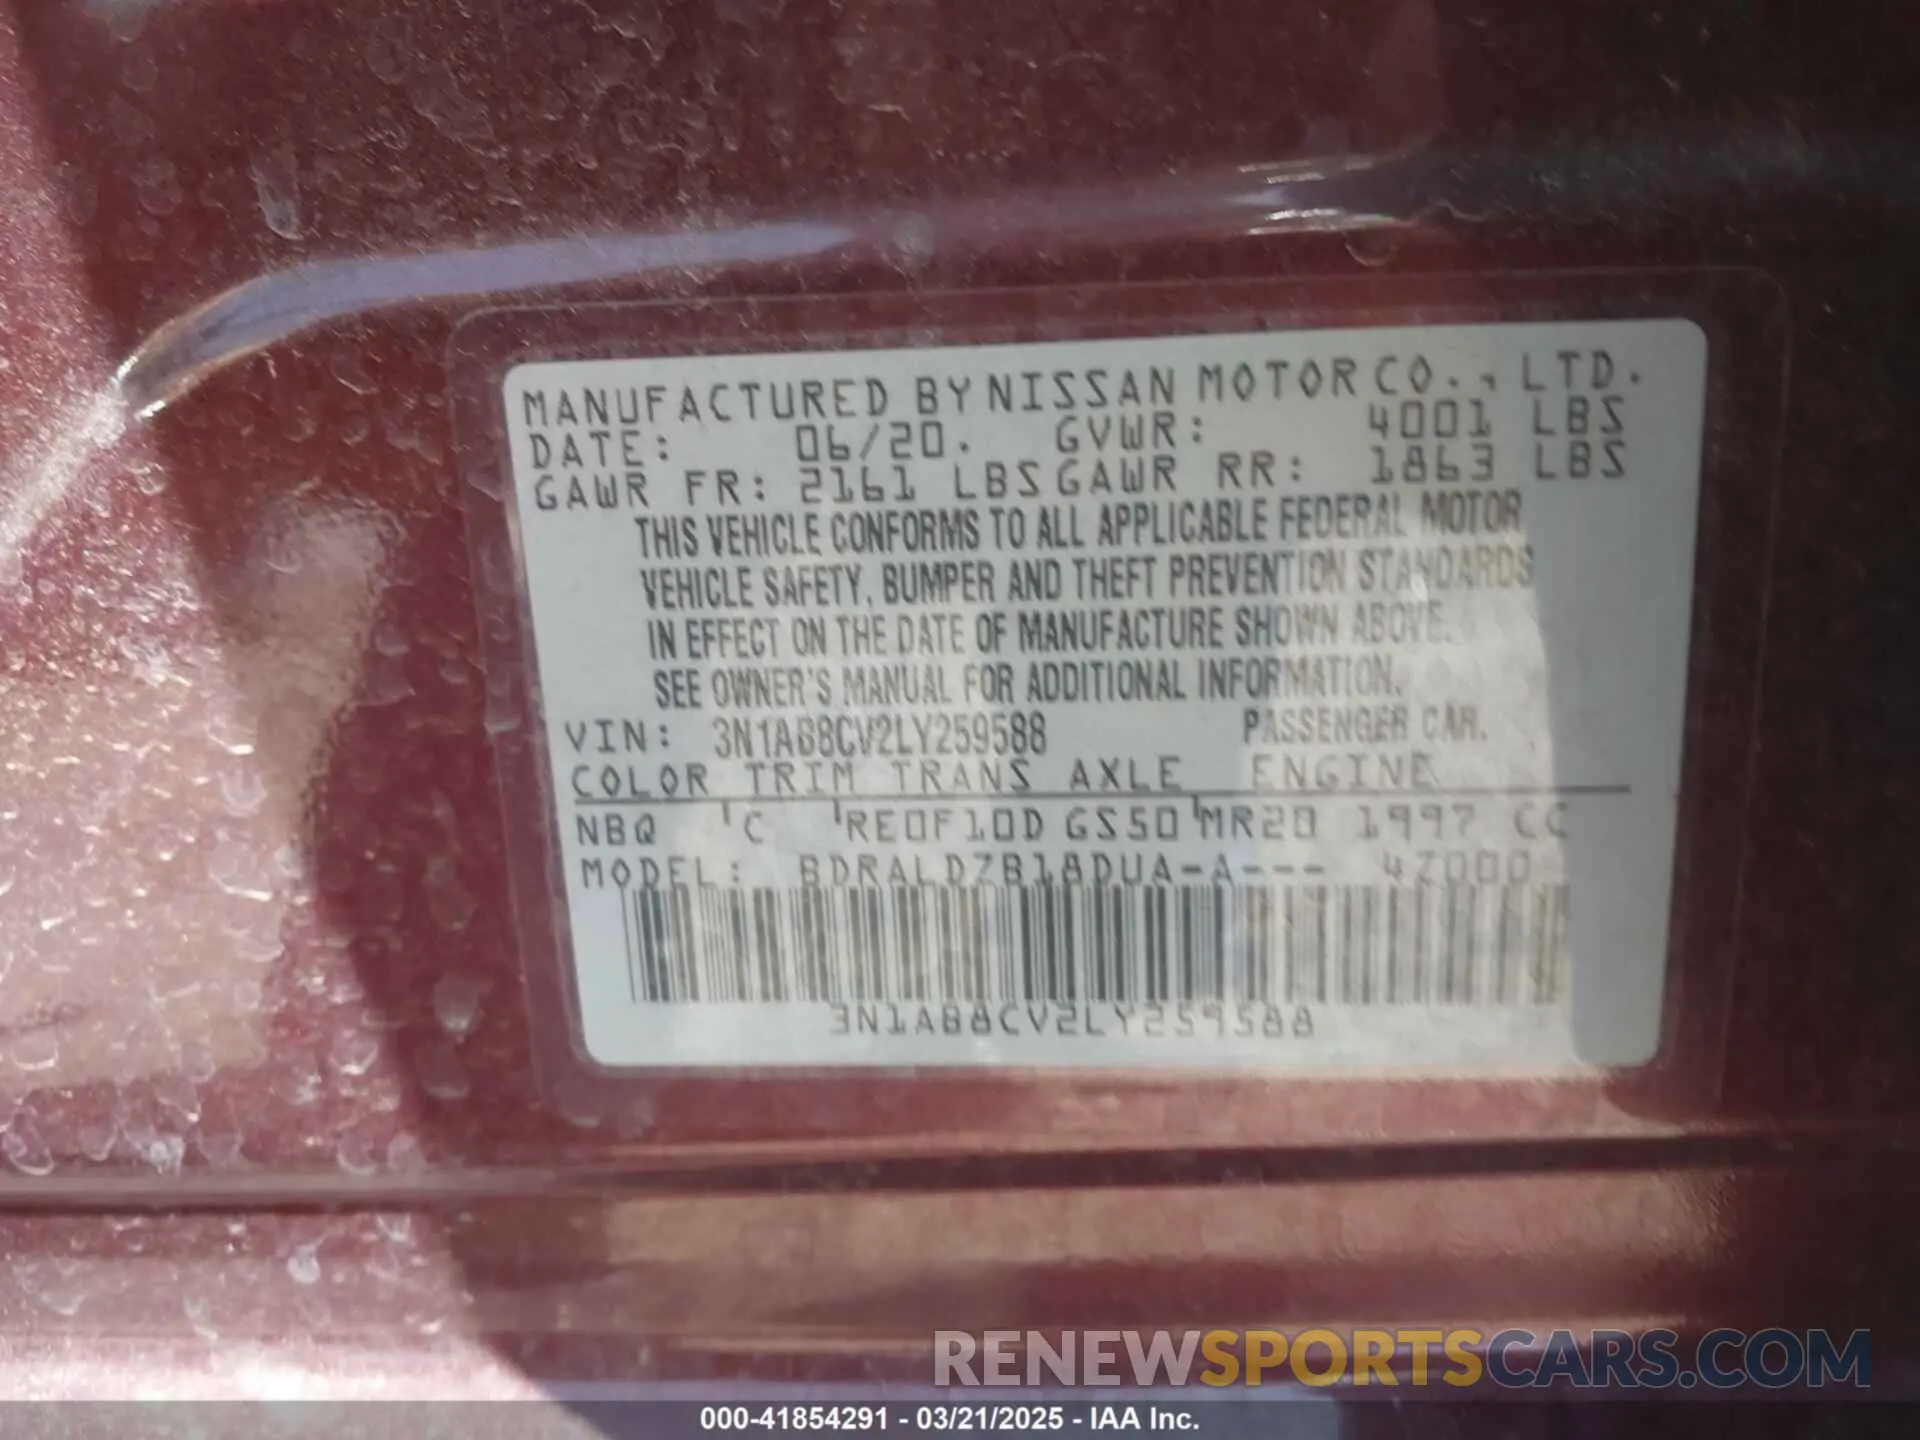 MANUFACTURED BY NISSAN MOTOR CO., LTD.
DATE: 06/20. GVWR: 4001 LBS
GAWR FR: 2161 LBS GAWR RR: 1863 LBS
THIS VEHICLE CONFORMS TO ALL APPLICABLE FEDERAL MOTOR
VEHICLE SAFETY, BUMPER AND THEFT PREVENTION STANDARDS
IN EFFECT ON THE DATE OF MANUFACTURE SHOWN ABOVE.
SEE OWNER'S MANUAL FOR ADDITIONAL INFORMATION.
VIN: 3N1AB8CV2LY259588 PASSENGER CAR.
COLOR TRIM TRANS AXLE ENGINE
NBQ C RE0F10D GS50 MR20 1997 CC
MODEL: BDRALDZB18DUA-A--- 4Z000
3N1AB8CV2LY259588
RENEWSPORTSCARS.COM
000-41854291 - 03/21/2025 - IAA Inc.